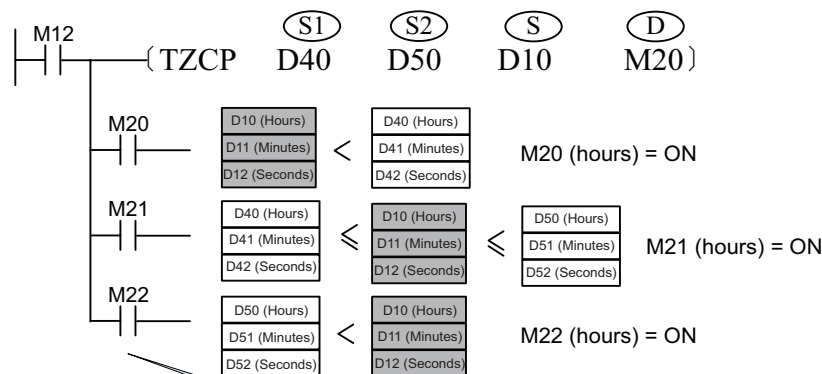 M12
S1 S2 S D
TZCP D40 D50 D10 M20
M20
D10 (Hours)
D11 (Minutes)
D12 (Seconds)
<
D40 (Hours)
D41 (Minutes)
D42 (Seconds)
M20 (hours) = ON
M21
D40 (Hours)
D41 (Minutes)
D42 (Seconds)
≤
D10 (Hours)
D11 (Minutes)
D12 (Seconds)
≤
D50 (Hours)
D51 (Minutes)
D52 (Seconds)
M21 (hours) = ON
M22
D50 (Hours)
D51 (Minutes)
D52 (Seconds)
<
D10 (Hours)
D11 (Minutes)
D12 (Seconds)
M22 (hours) = ON